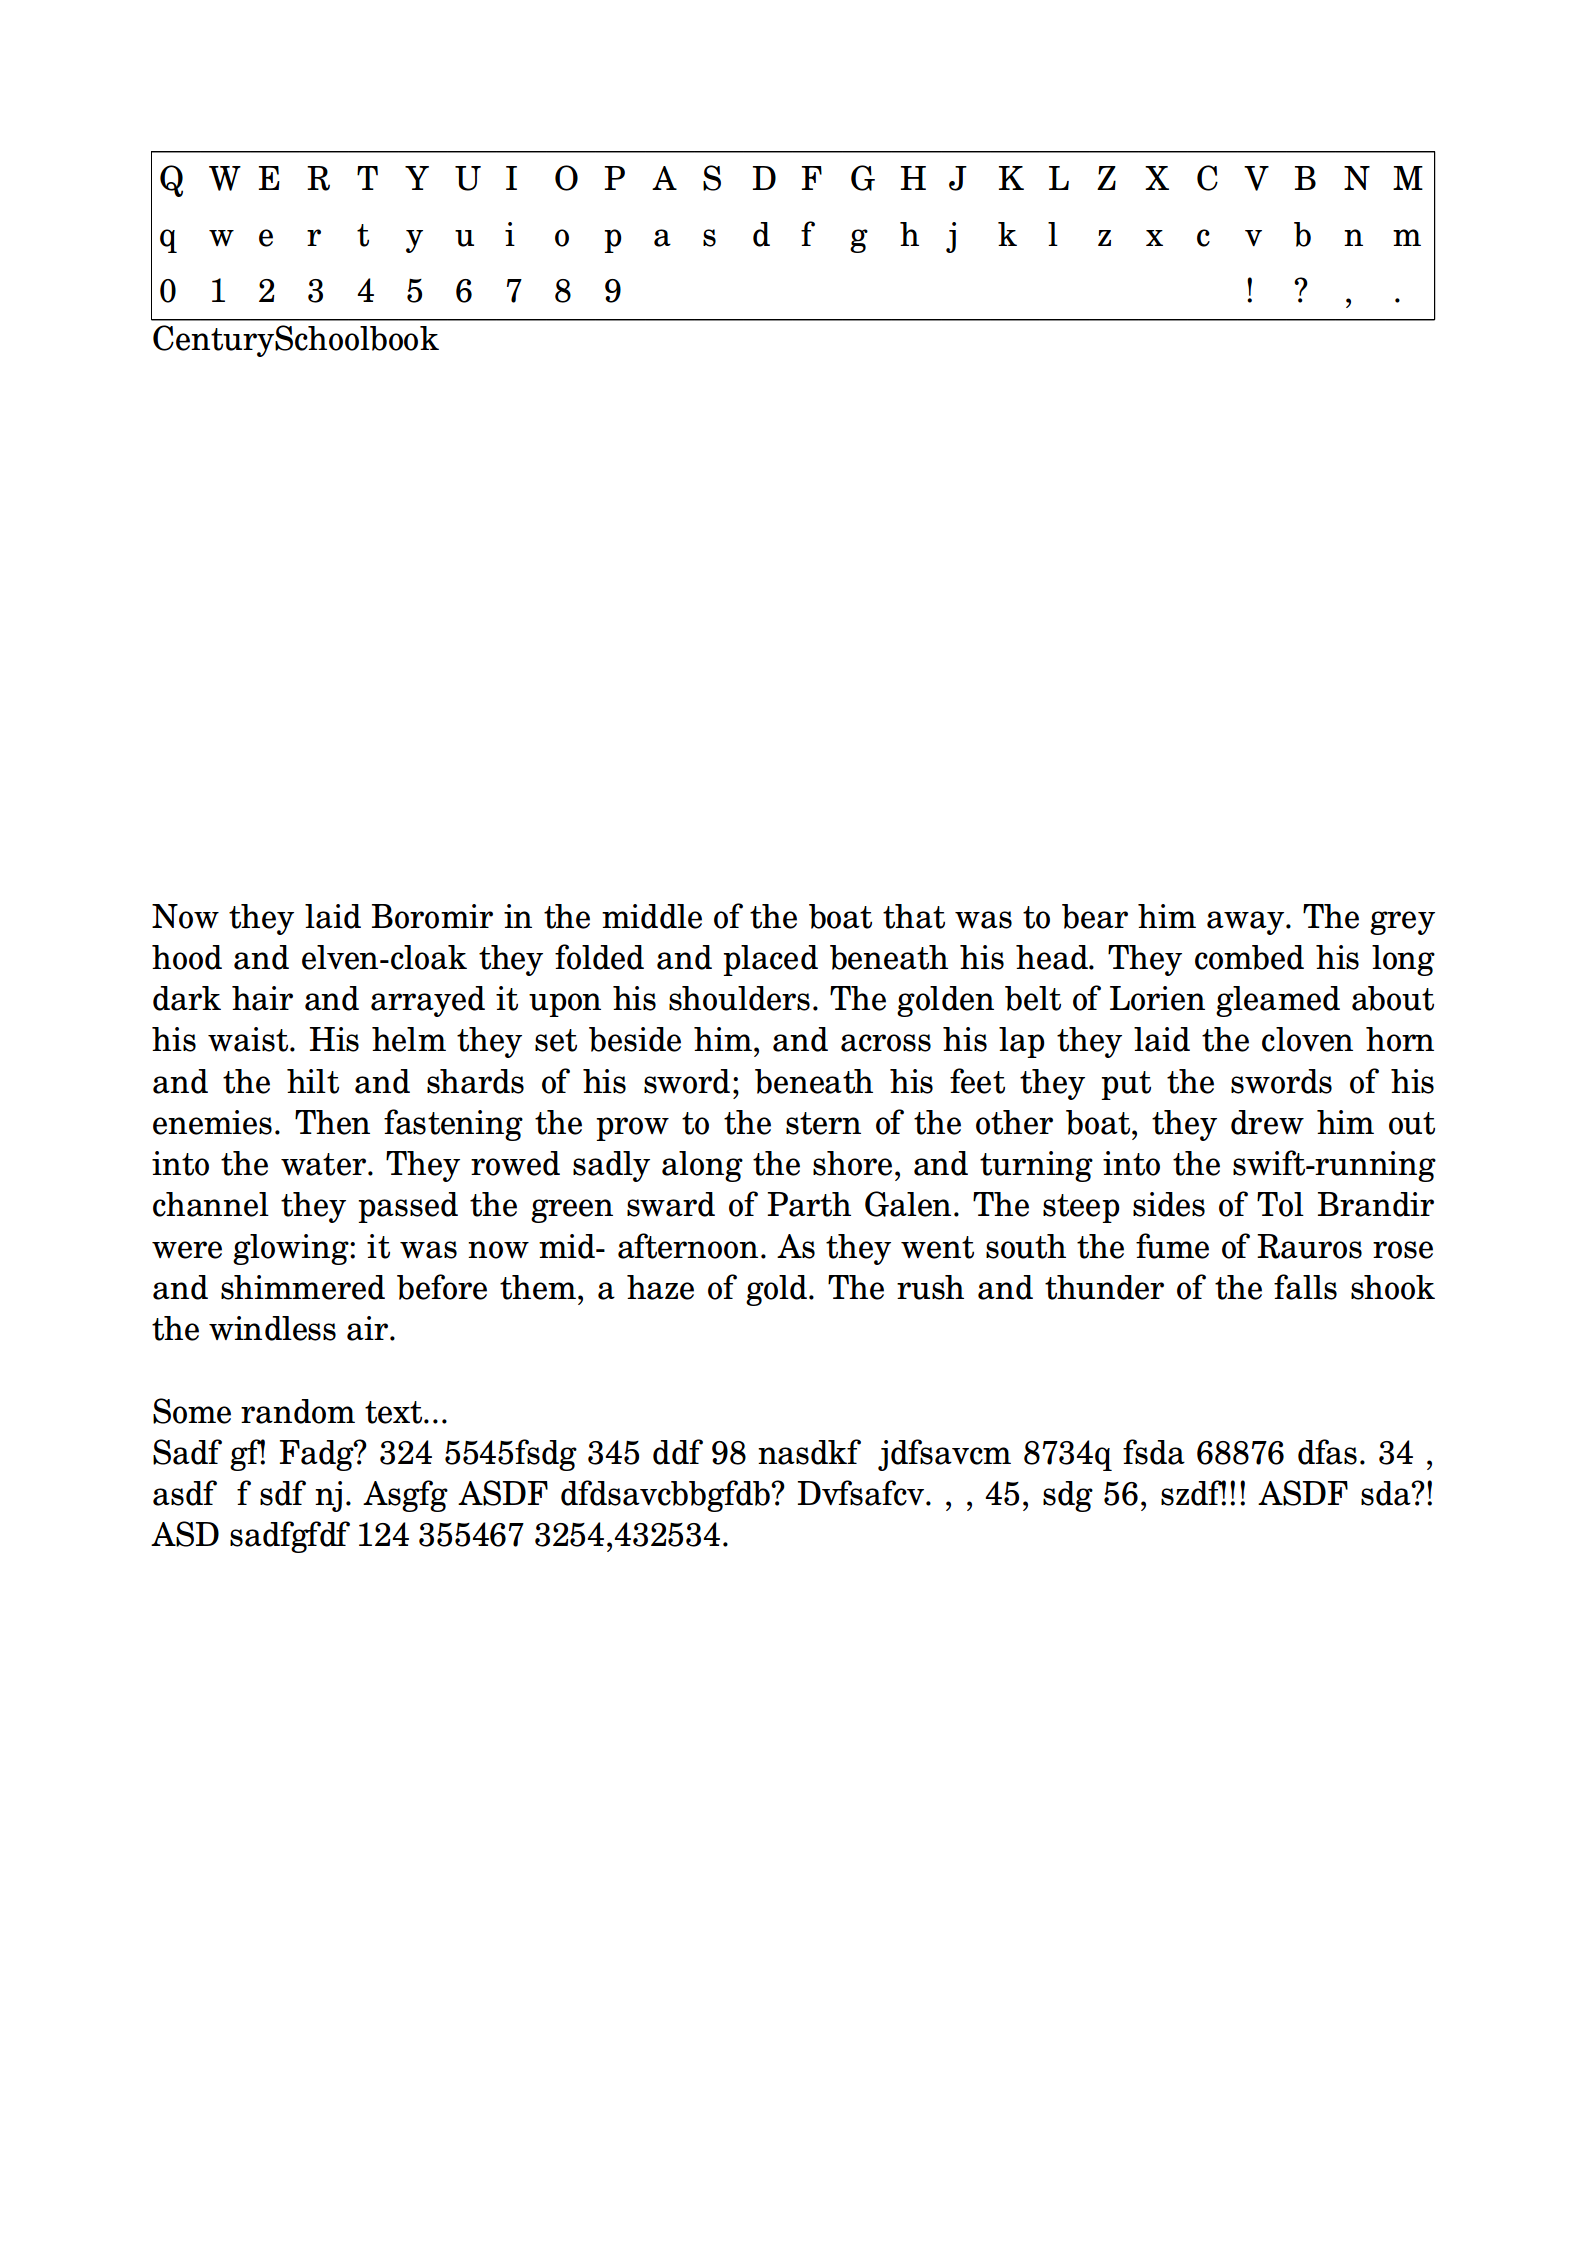 Q W E R T Y U I O P A S D F G H J K L Z X C V B N M
q w e r t y u i o p a s d f g h j k l z x c v b n m
0 1 2 3 4 5 6 7 8 9 ! ? , .
CenturySchoolbook
Now they laid Boromir in the middle of the boat that was to bear him away. The grey
hood and elven-cloak they folded and placed beneath his head. They combed his long
dark hair and arrayed it upon his shoulders. The golden belt of Lorien gleamed about
his waist. His helm they set beside him, and across his lap they laid the cloven horn
and the hilt and shards of his sword; beneath his feet they put the swords of his
enemies. Then fastening the prow to the stern of the other boat, they drew him out
into the water. They rowed sadly along the shore, and turning into the swift-running
channel they passed the green sward of Parth Galen. The steep sides of Tol Brandir
were glowing: it was now mid- afternoon. As they went south the fume of Rauros rose
and shimmered before them, a haze of gold. The rush and thunder of the falls shook
the windless air.
Some random text...
Sadf gf! Fadg? 324 5545fsdg 345 ddf 98 nasdkf jdfsavcm 8734q fsda 68876 dfas. 34 ,
asdf f sdf nj. Asgfg ASDF dfdsavcbbgfdb? Dvfsafcv. , , 45, sdg 56, szdf!!! ASDF sda?!
ASD sadfgfdf 124 355467 3254,432534.